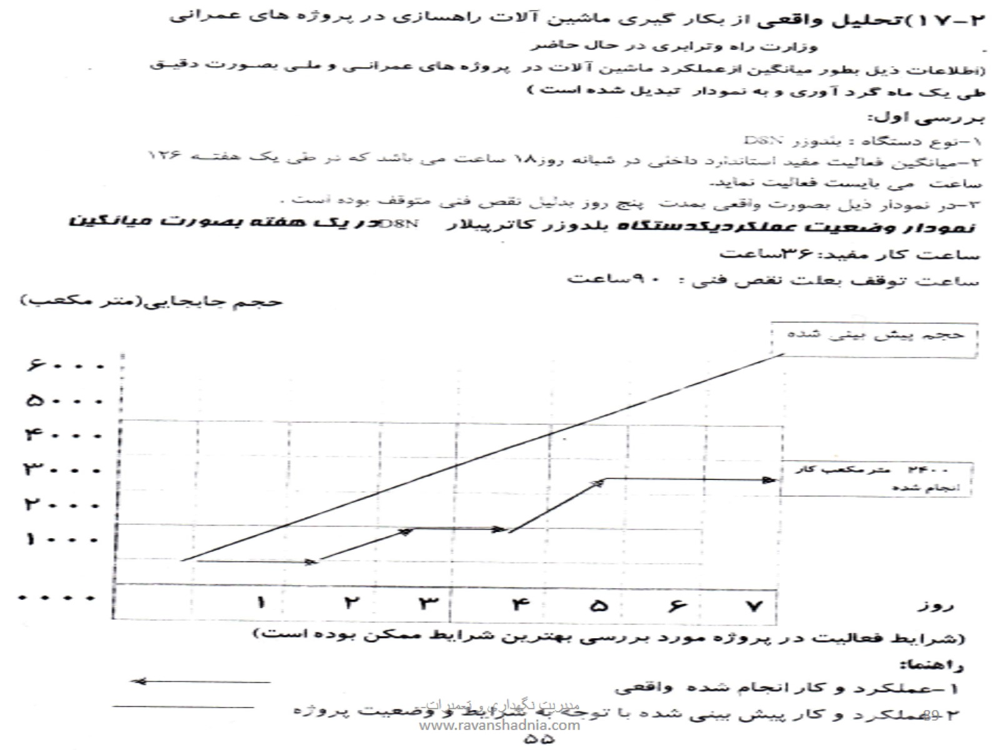 ۲-۱۷)تحلیل واقعی از بکار گیری ماشین آلات راهسازی در پروژه های عمرانی
وزارت راه وترابری در حال حاضر
(اطلاعات ذیل بطور میانگین ازعملکرد ماشین آلات در پروژه های عمرانی و ملی بصورت دقیق
طی یک ماه گرد آوری و به نمودار تبدیل شده است )
بررسی اول:
۱-نوع دستگاه : بلدوزر D8N
۲-میانگین فعالیت مفید استاندارد داخلی در شبانه روز۱۸ ساعت می باشد که در طی یک هفته ۱۲۶
ساعت می بایست فعالیت نماید.
۳-در نمودار ذیل بصورت واقعی بمدت پنج روز بدلیل نقص فنی متوقف بوده است .
نمودار وضعیت عملکردیکدستگاه بلدوزر کاترپیلار D8Nدر یک هفته بصورت میانگین
ساعت کار مفید:۳۶ساعت
ساعت توقف بعلت نقص فنی : ۹۰ساعت
حجم جابجایی(متر مکعب)
حجم پیش بینی شده
۶۰۰۰
۵۰۰۰
۴۰۰۰
۳۰۰۰
۲۰۰۰
۱۰۰۰
۰۰۰۰
۲۴۰۰ متر مکعب کار
انجام شده
۱ ۲ ۳ ۴ ۵ ۶ ۷ روز
(شرایط فعالیت در پروژه مورد بررسی بهترین شرایط ممکن بوده است)
راهنما:
۱-عملکرد و کار انجام شده واقعی
۲-عملکرد و کار پیش بینی شده با توجه به شرایط و وضعیت پروژه
مدیریت نگهداری و تعمیرات-
www.ravanshadnia.com
89
۵۵